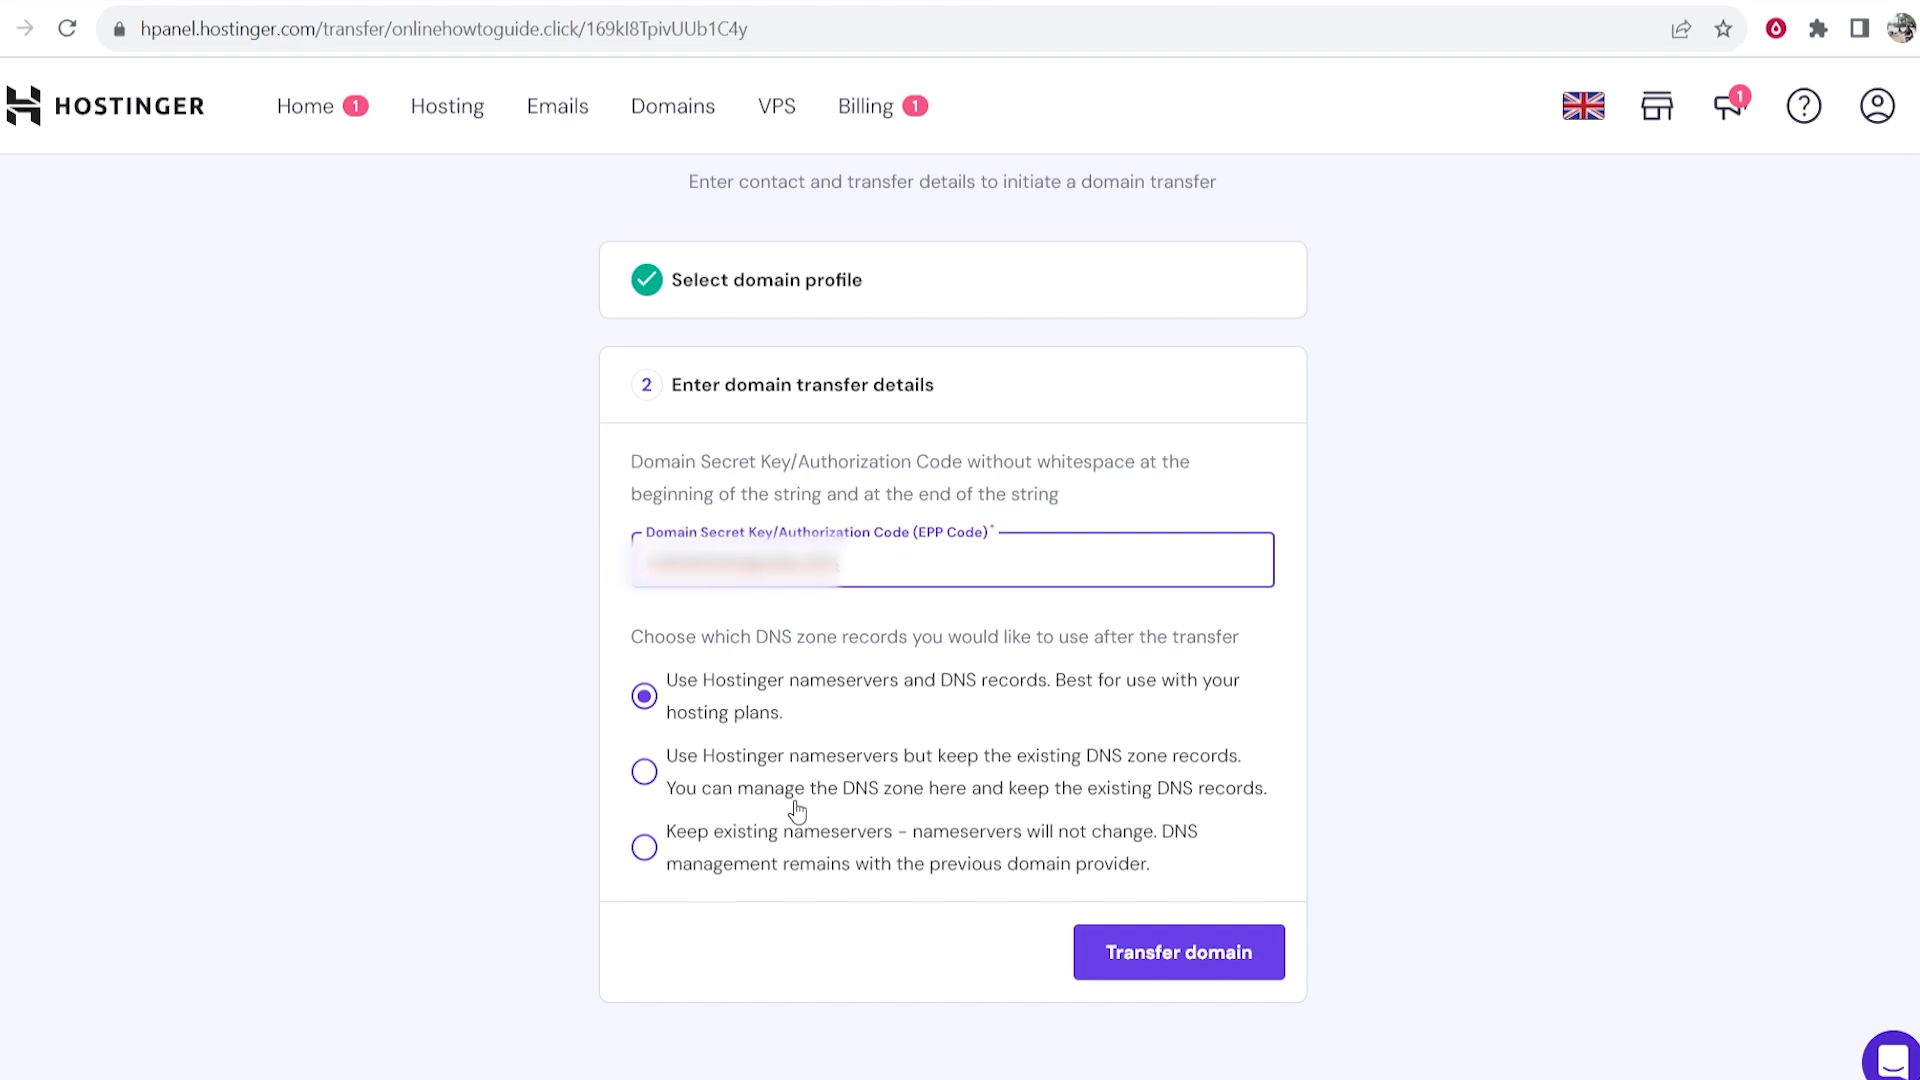 hpanel.hostinger.com/transfer/onlinehowtoguide.click/169kI8TpivUUb1C4y
HOSTINGER Home 1 Hosting Emails Domains VPS Billing 1 1
Enter contact and transfer details to initiate a domain transfer
Select domain profile
2 Enter domain transfer details
Domain Secret Key/Authorization Code without whitespace at the
beginning of the string and at the end of the string
Domain Secret Key/Authorization Code (EPP Code)*
Choose which DNS zone records you would like to use after the transfer
Use Hostinger nameservers and DNS records. Best for use with your
hosting plans.
Use Hostinger nameservers but keep the existing DNS zone records.
You can manage the DNS zone here and keep the existing DNS records.
Keep existing nameservers - nameservers will not change. DNS
management remains with the previous domain provider.
Transfer domain